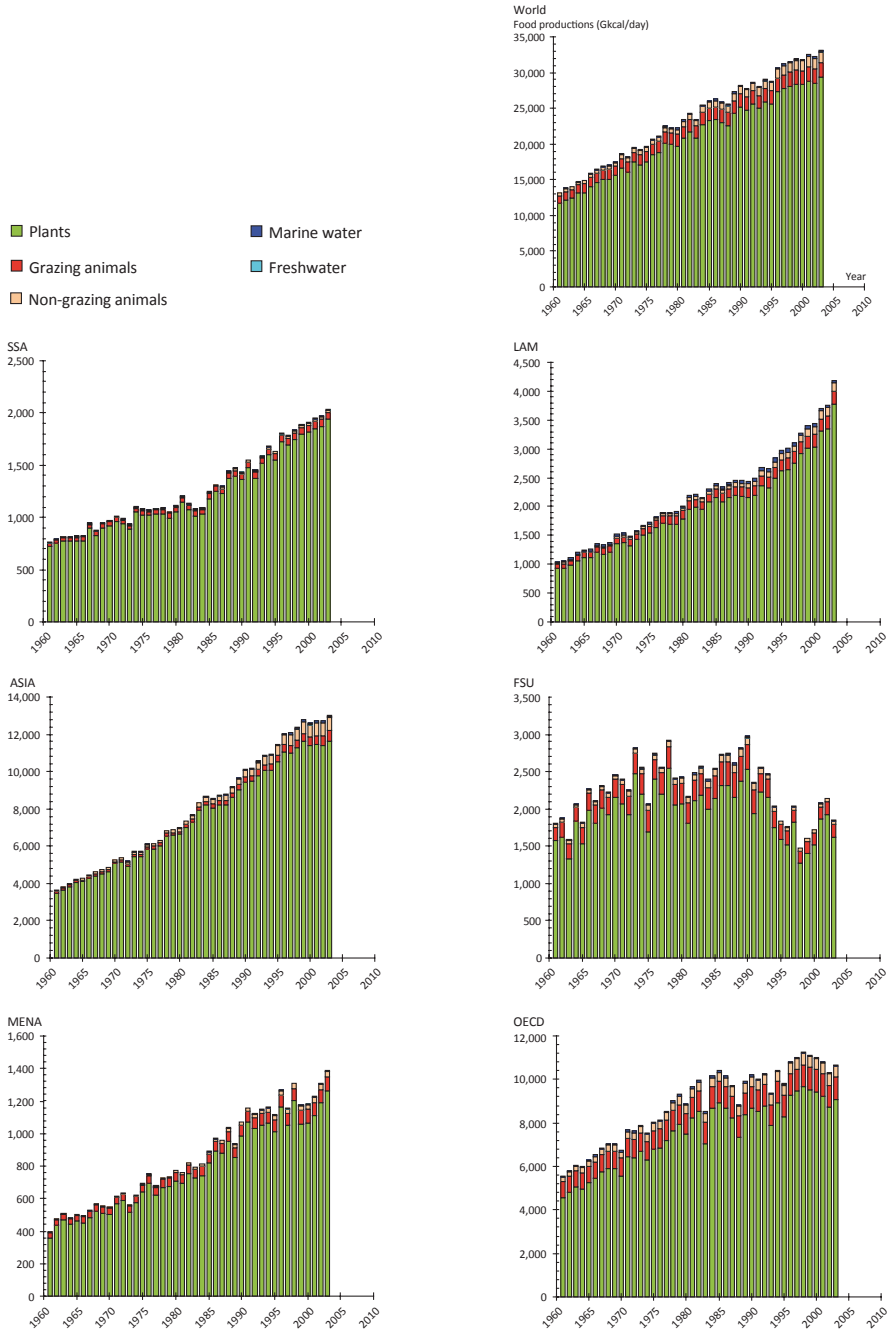 World
Food productions (Gkcal/day)
35,000
30,000
25,000
20,000
15,000
10,000
5,000
0
Year
1960 1965 1970 1975 1980 1985 1990 1995 2000 2005 2010
Plants
Grazing animals
Non-grazing animals
Marine water
Freshwater
SSA
2,500
2,000
1,500
1,000
500
0
1960 1965 1970 1975 1980 1985 1990 1995 2000 2005 2010
LAM
4,500
4,000
3,500
3,000
2,500
2,000
1,500
1,000
500
0
1960 1965 1970 1975 1980 1985 1990 1995 2000 2005 2010
ASIA
14,000
12,000
10,000
8,000
6,000
4,000
2,000
0
1960 1965 1970 1975 1980 1985 1990 1995 2000 2005 2010
FSU
3,500
3,000
2,500
2,000
1,500
1,000
500
0
1960 1965 1970 1975 1980 1985 1990 1995 2000 2005 2010
MENA
1,600
1,400
1,200
1,000
800
600
400
200
0
1960 1965 1970 1975 1980 1985 1990 1995 2000 2005 2010
OECD
12,000
10,000
8,000
6,000
4,000
2,000
0
1960 1965 1970 1975 1980 1985 1990 1995 2000 2005 2010